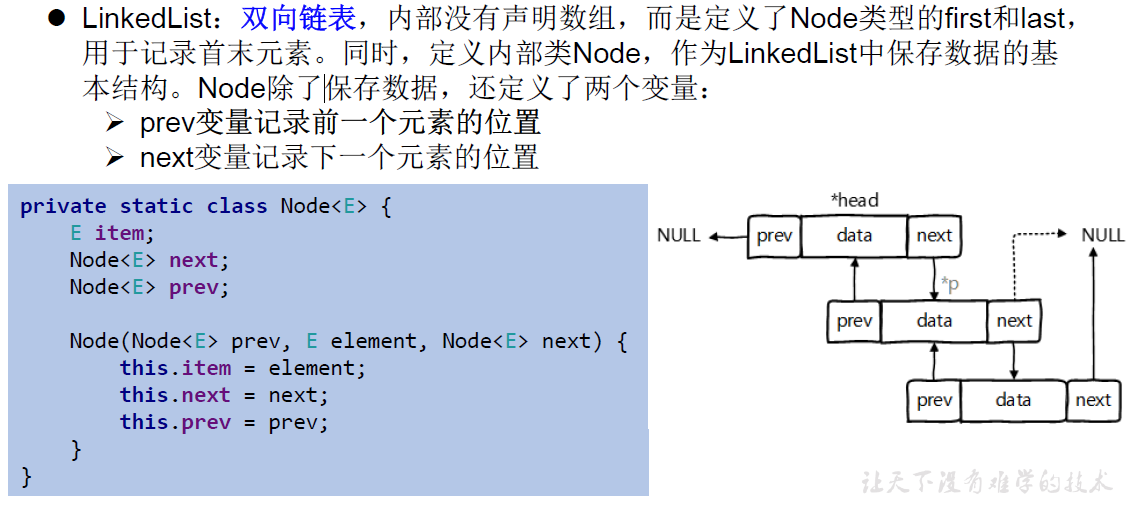 ● LinkedList：双向链表，内部没有声明数组，而是定义了Node类型的first和last，
用于记录首末元素。同时，定义内部类Node，作为LinkedList中保存数据的基
本结构。Node除了保存数据，还定义了两个变量：
➢ prev变量记录前一个元素的位置
➢ next变量记录下一个元素的位置
private static class Node<E> {
    E item;
    Node<E> next;
    Node<E> prev;
    Node(Node<E> prev, E element, Node<E> next) {
        this.item = element;
        this.next = next;
        this.prev = prev;
    }
}
*head
NULL prev data next NULL
*p
prev data next
prev data next
让天下没有难学的技术